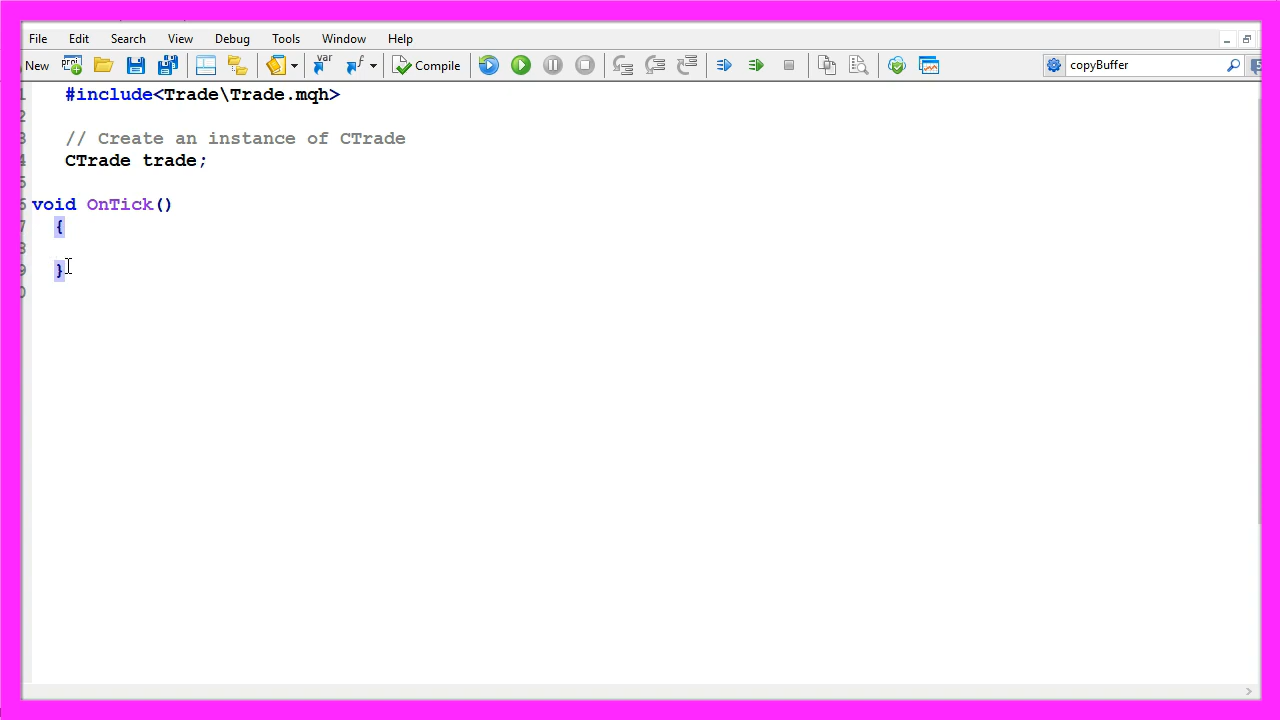 File Edit View Search Debug Tools Window Help
New Compile copyBuffer
1 #include<Trade\Trade.mqh>
2
3 // Create an instance of CTrade
4 CTrade trade;
5
6 void OnTick()
7 {
8
9 }
0